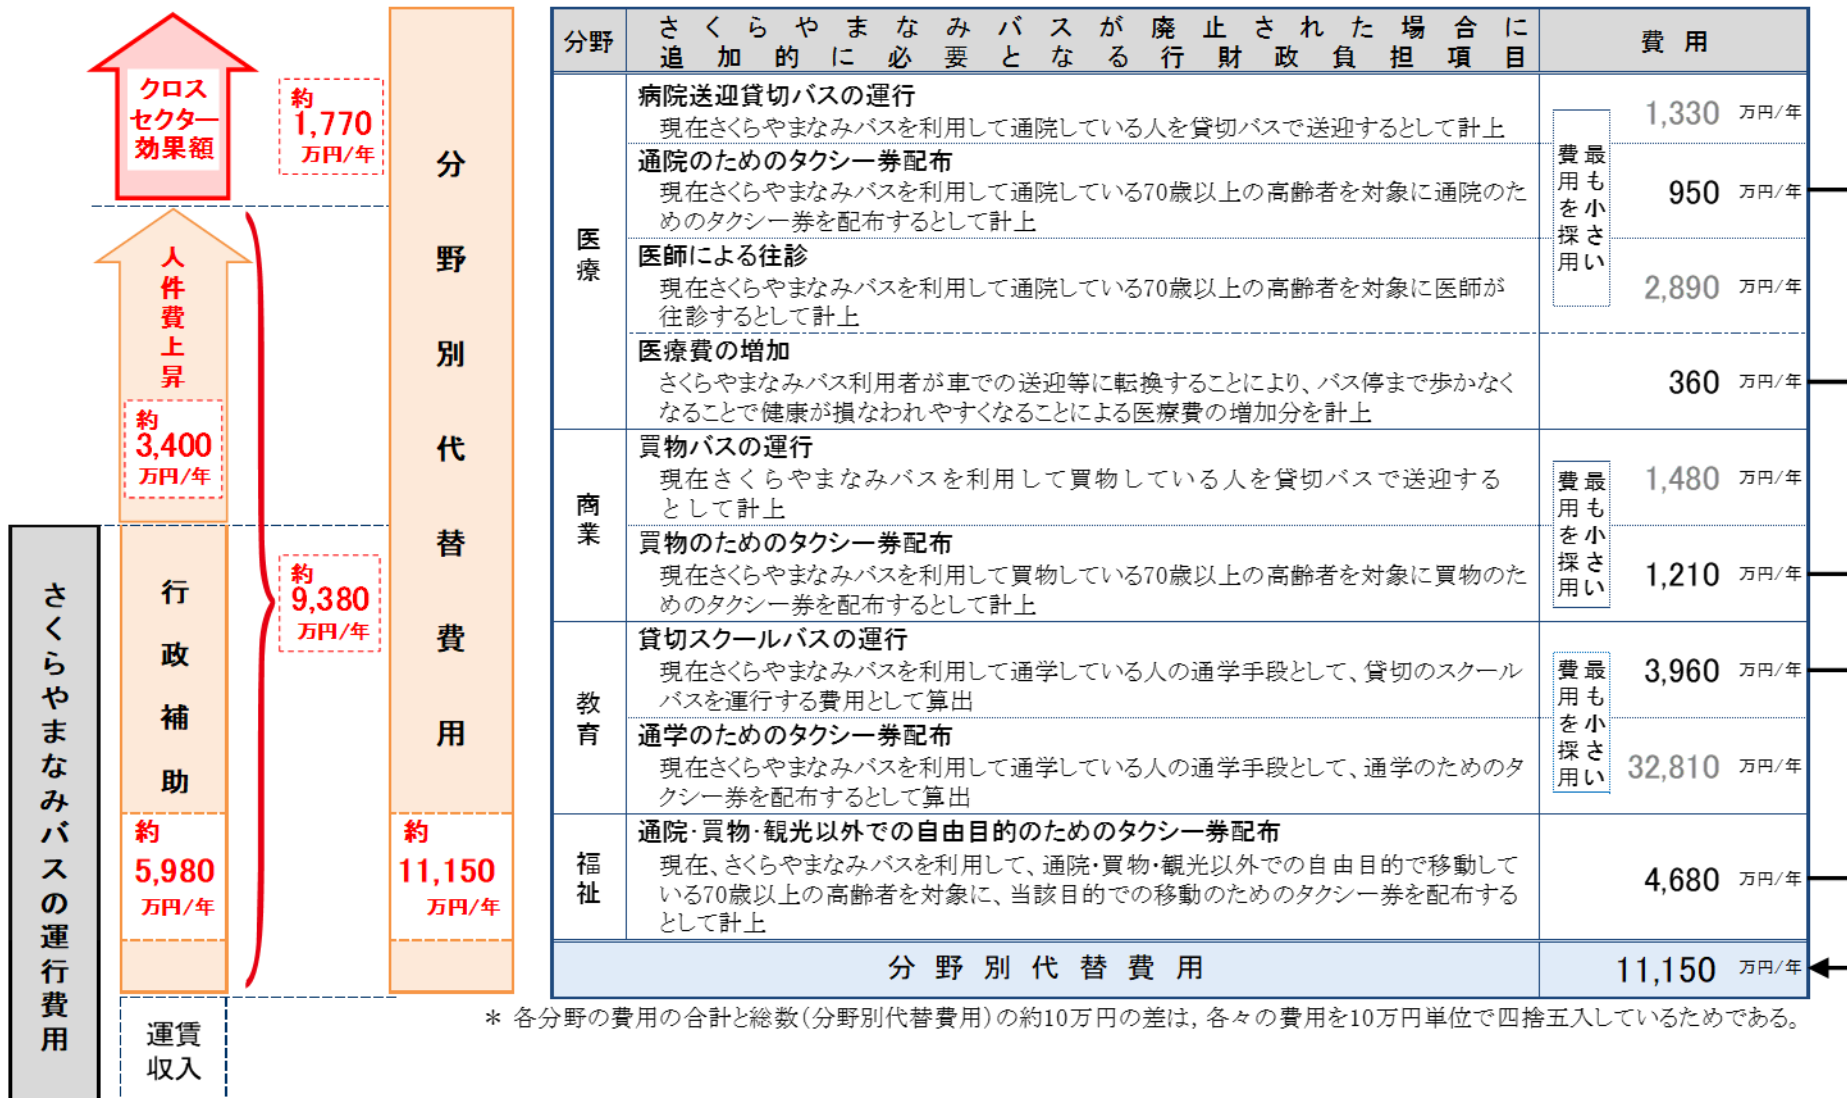 クロス
セクター
効果額
約
1,770
万円/年
人件費上昇
約
3,400
万円/年
約
9,380
万円/年
行政補助
約
5,980
万円/年
分野別代替費用
約
11,150
万円/年
さくらやまなみバスの運行費用
運賃
収入
分野
さくらやまなみバスが廃止された場合に
追加的に必要となる行財政負担項目
費用
医療
病院送迎貸切バスの運行
現在さくらやまなみバスを利用して通院している人を貸切バスで送迎するとして計上
1,330 万円/年
通院のためのタクシー券配布
現在さくらやまなみバスを利用して通院している70歳以上の高齢者を対象に通院のた
めのタクシー券を配布するとして計上
950 万円/年
医師による往診
現在さくらやまなみバスを利用して通院している70歳以上の高齢者を対象に医師が
往診するとして計上
2,890 万円/年
最も小さい
費用を採用
医療費の増加
さくらやまなみバス利用者が車での送迎等に転換することにより、バス停まで歩かなく
なることで健康が損なわれやすくなることによる医療費の増加分を計上
360 万円/年
商業
買物バスの運行
現在さくらやまなみバスを利用して買物している人を貸切バスで送迎する
として計上
1,480 万円/年
買物のためのタクシー券配布
現在さくらやまなみバスを利用して買物している70歳以上の高齢者を対象に買物のた
めのタクシー券を配布するとして計上
1,210 万円/年
最も小さい
費用を採用
教育
貸切スクールバスの運行
現在さくらやまなみバスを利用して通学している人の通学手段として、貸切のスクール
バスを運行する費用として算出
3,960 万円/年
通学のためのタクシー券配布
現在さくらやまなみバスを利用して通学している人の通学手段として、通学のためのタ
クシー券を配布するとして算出
32,810 万円/年
最も小さい
費用を採用
福祉
通院・買物・観光以外での自由目的のためのタクシー券配布
現在、さくらやまなみバスを利用して、通院・買物・観光以外での自由目的で移動して
いる70歳以上の高齢者を対象に、当該目的での移動のためのタクシー券を配布する
として計上
4,680 万円/年
分野別代替費用
11,150 万円/年
＊ 各分野の費用の合計と総数（分野別代替費用）の約10万円の差は，各々の費用を10万円単位で四捨五入しているためである。